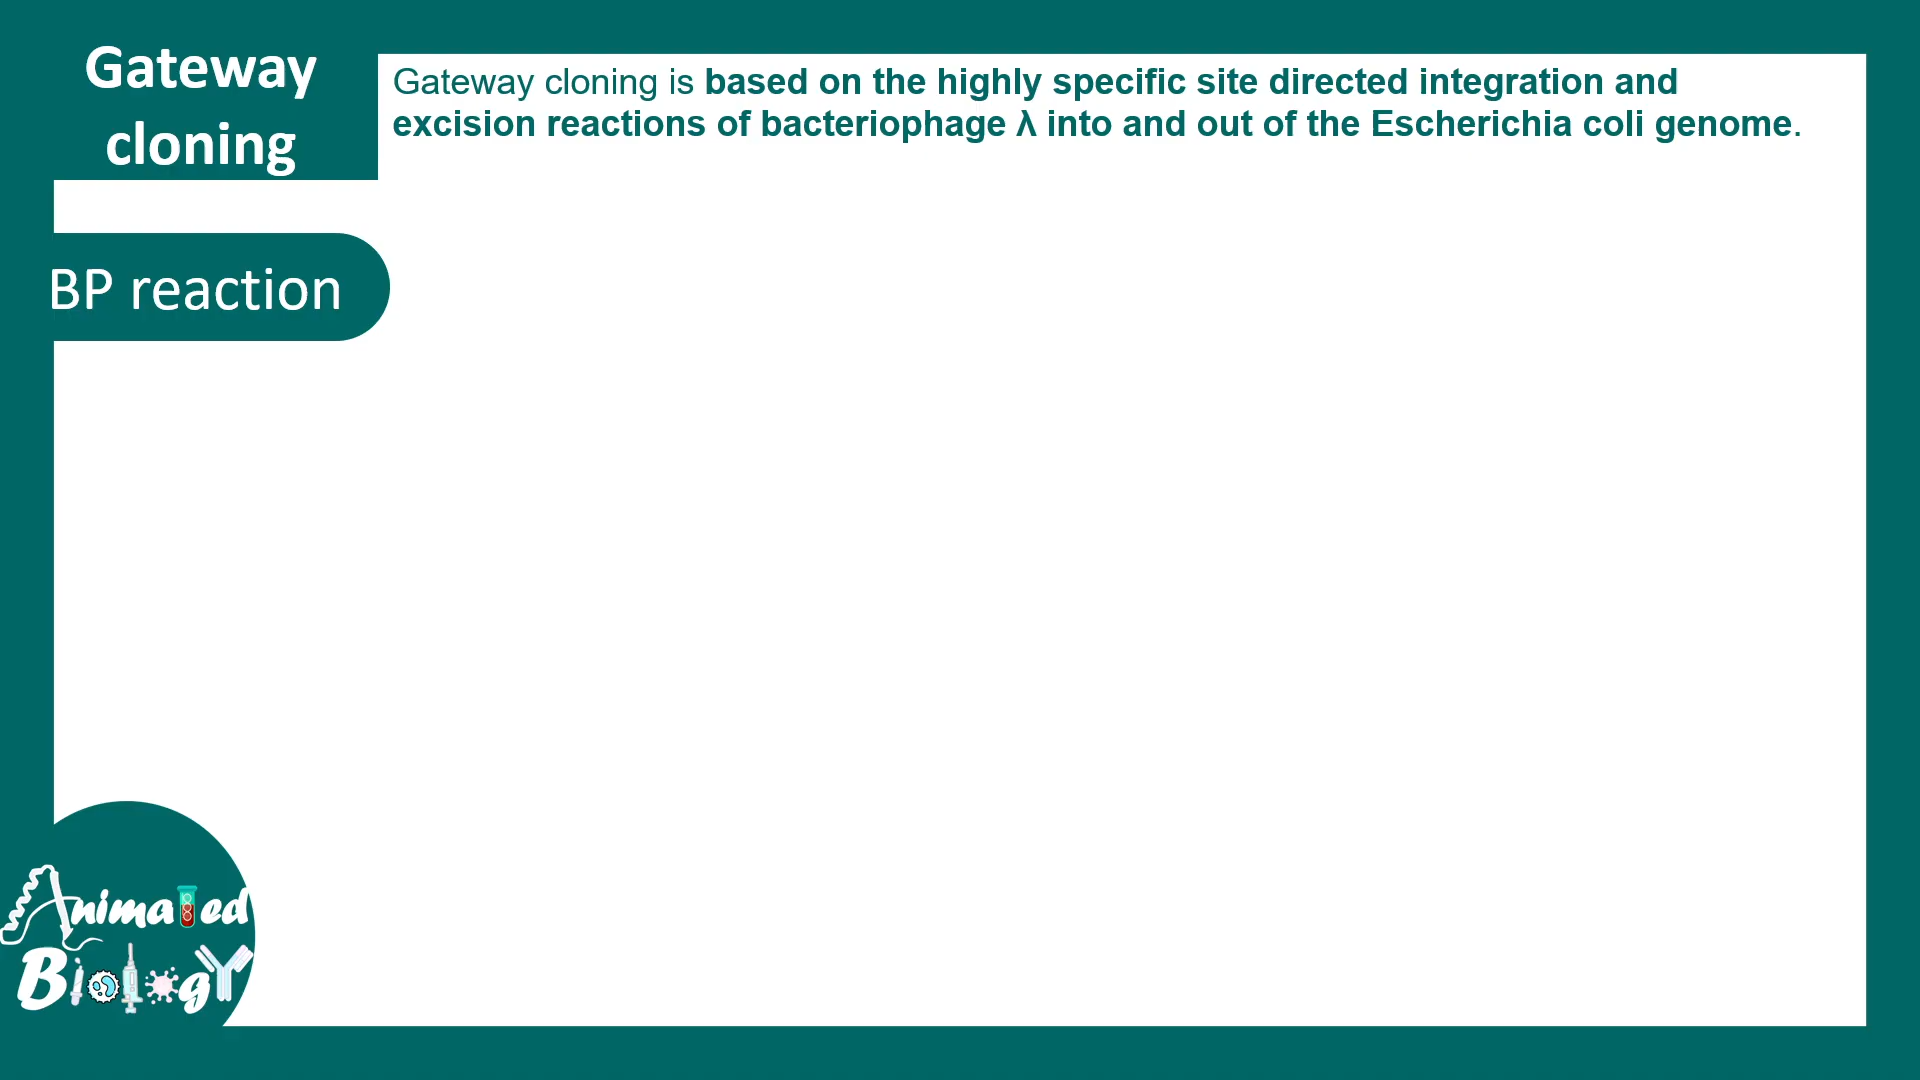 Gateway
cloning
Gateway cloning is based on the highly specific site directed integration and
excision reactions of bacteriophage λ into and out of the Escherichia coli genome.
BP reaction
Animated
Biology